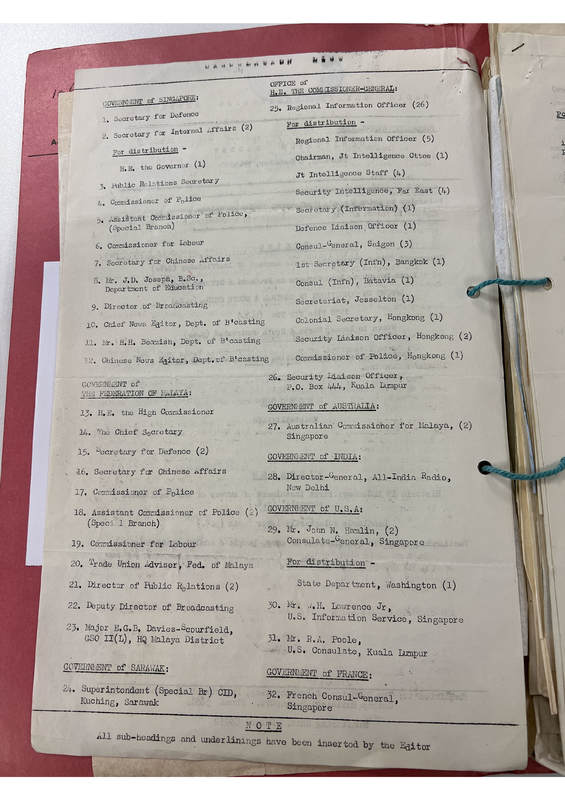 GOVERNMENT of SINGAPORE:
1. Secretary for Defence
2. Secretary for Internal Affairs (2)
For distribution -
H.E. the Governor (1)
3. Public Relations Secretary
4. Commissioner of Police
5. Assistant Commissioner of Police,
(Special Branch)
6. Commissioner for Labour
7. Secretary for Chinese Affairs
8. Mr. J.D. Joseph, B.Sc.,
Department of Education
9. Director of Broadcasting
10. Chief News Editor, Dept. of B'casting
11. Mr. H.H. Beamish, Dept. of B'casting
12. Chinese News Editor, Dept.of B'casting
GOVERNMENT of
THE FEDERATION OF MALAYA:
13. H.E. the High Commissioner
14. The Chief Secretary
15. Secretary for Defence (2)
16. Secretary for Chinese Affairs
17. Commissioner of Police
18. Assistant Commissioner of Police (2)
(Special Branch)
19. Commissioner for Labour
20. Trade Union Advisor, Fed. of Malaya
21. Director of Public Relations (2)
22. Deputy Director of Broadcasting
23. Major E.G.B. Davies-Scourfield,
GSO II(L), HQ Malaya District
GOVERNMENT of SARAWAK:
24. Superintendent (Special Br) CID,
Kuching, Sarawak
OFFICE of
H.E. THE COMMISSIONER-GENERAL:
25. Regional Information Officer (26)
For distribution -
Regional Information Officer (5)
Chairman, Jt Intelligence Cttee (1)
Jt Intelligence Staff (4)
Security Intelligence, Far East (4)
Secretary (Information) (1)
Defence Liaison Officer (1)
Consul-General, Saigon (3)
1st Secretary (Infn), Bangkok (1)
Consul (Infn), Batavia (1)
Secretariat, Jesselton (1)
Colonial Secretary, Hongkong (1)
Security Liaison Officer, Hongkong (2)
Commissioner of Police, Hongkong (1)
26. Security Liaison Officer,
P.O. Box 444, Kuala Lumpur
GOVERNMENT of AUSTRALIA:
27. Australian Commissioner for Malaya, (2)
Singapore
GOVERNMENT of INDIA:
28. Director-General, All-India Radio,
New Delhi
GOVERNMENT of U.S.A:
29. Mr. John N. Hamlin, (2)
Consulate-General, Singapore
For distribution -
State Department, Washington (1)
30. Mr. W.H. Lawrence Jr,
U.S. Information Service, Singapore
31. Mr. R.A. Poole,
U.S. Consulate, Kuala Lumpur
GOVERNMENT of FRANCE:
32. French Consul-General,
Singapore
NOTE
All sub-headings and underlinings have been inserted by the Editor